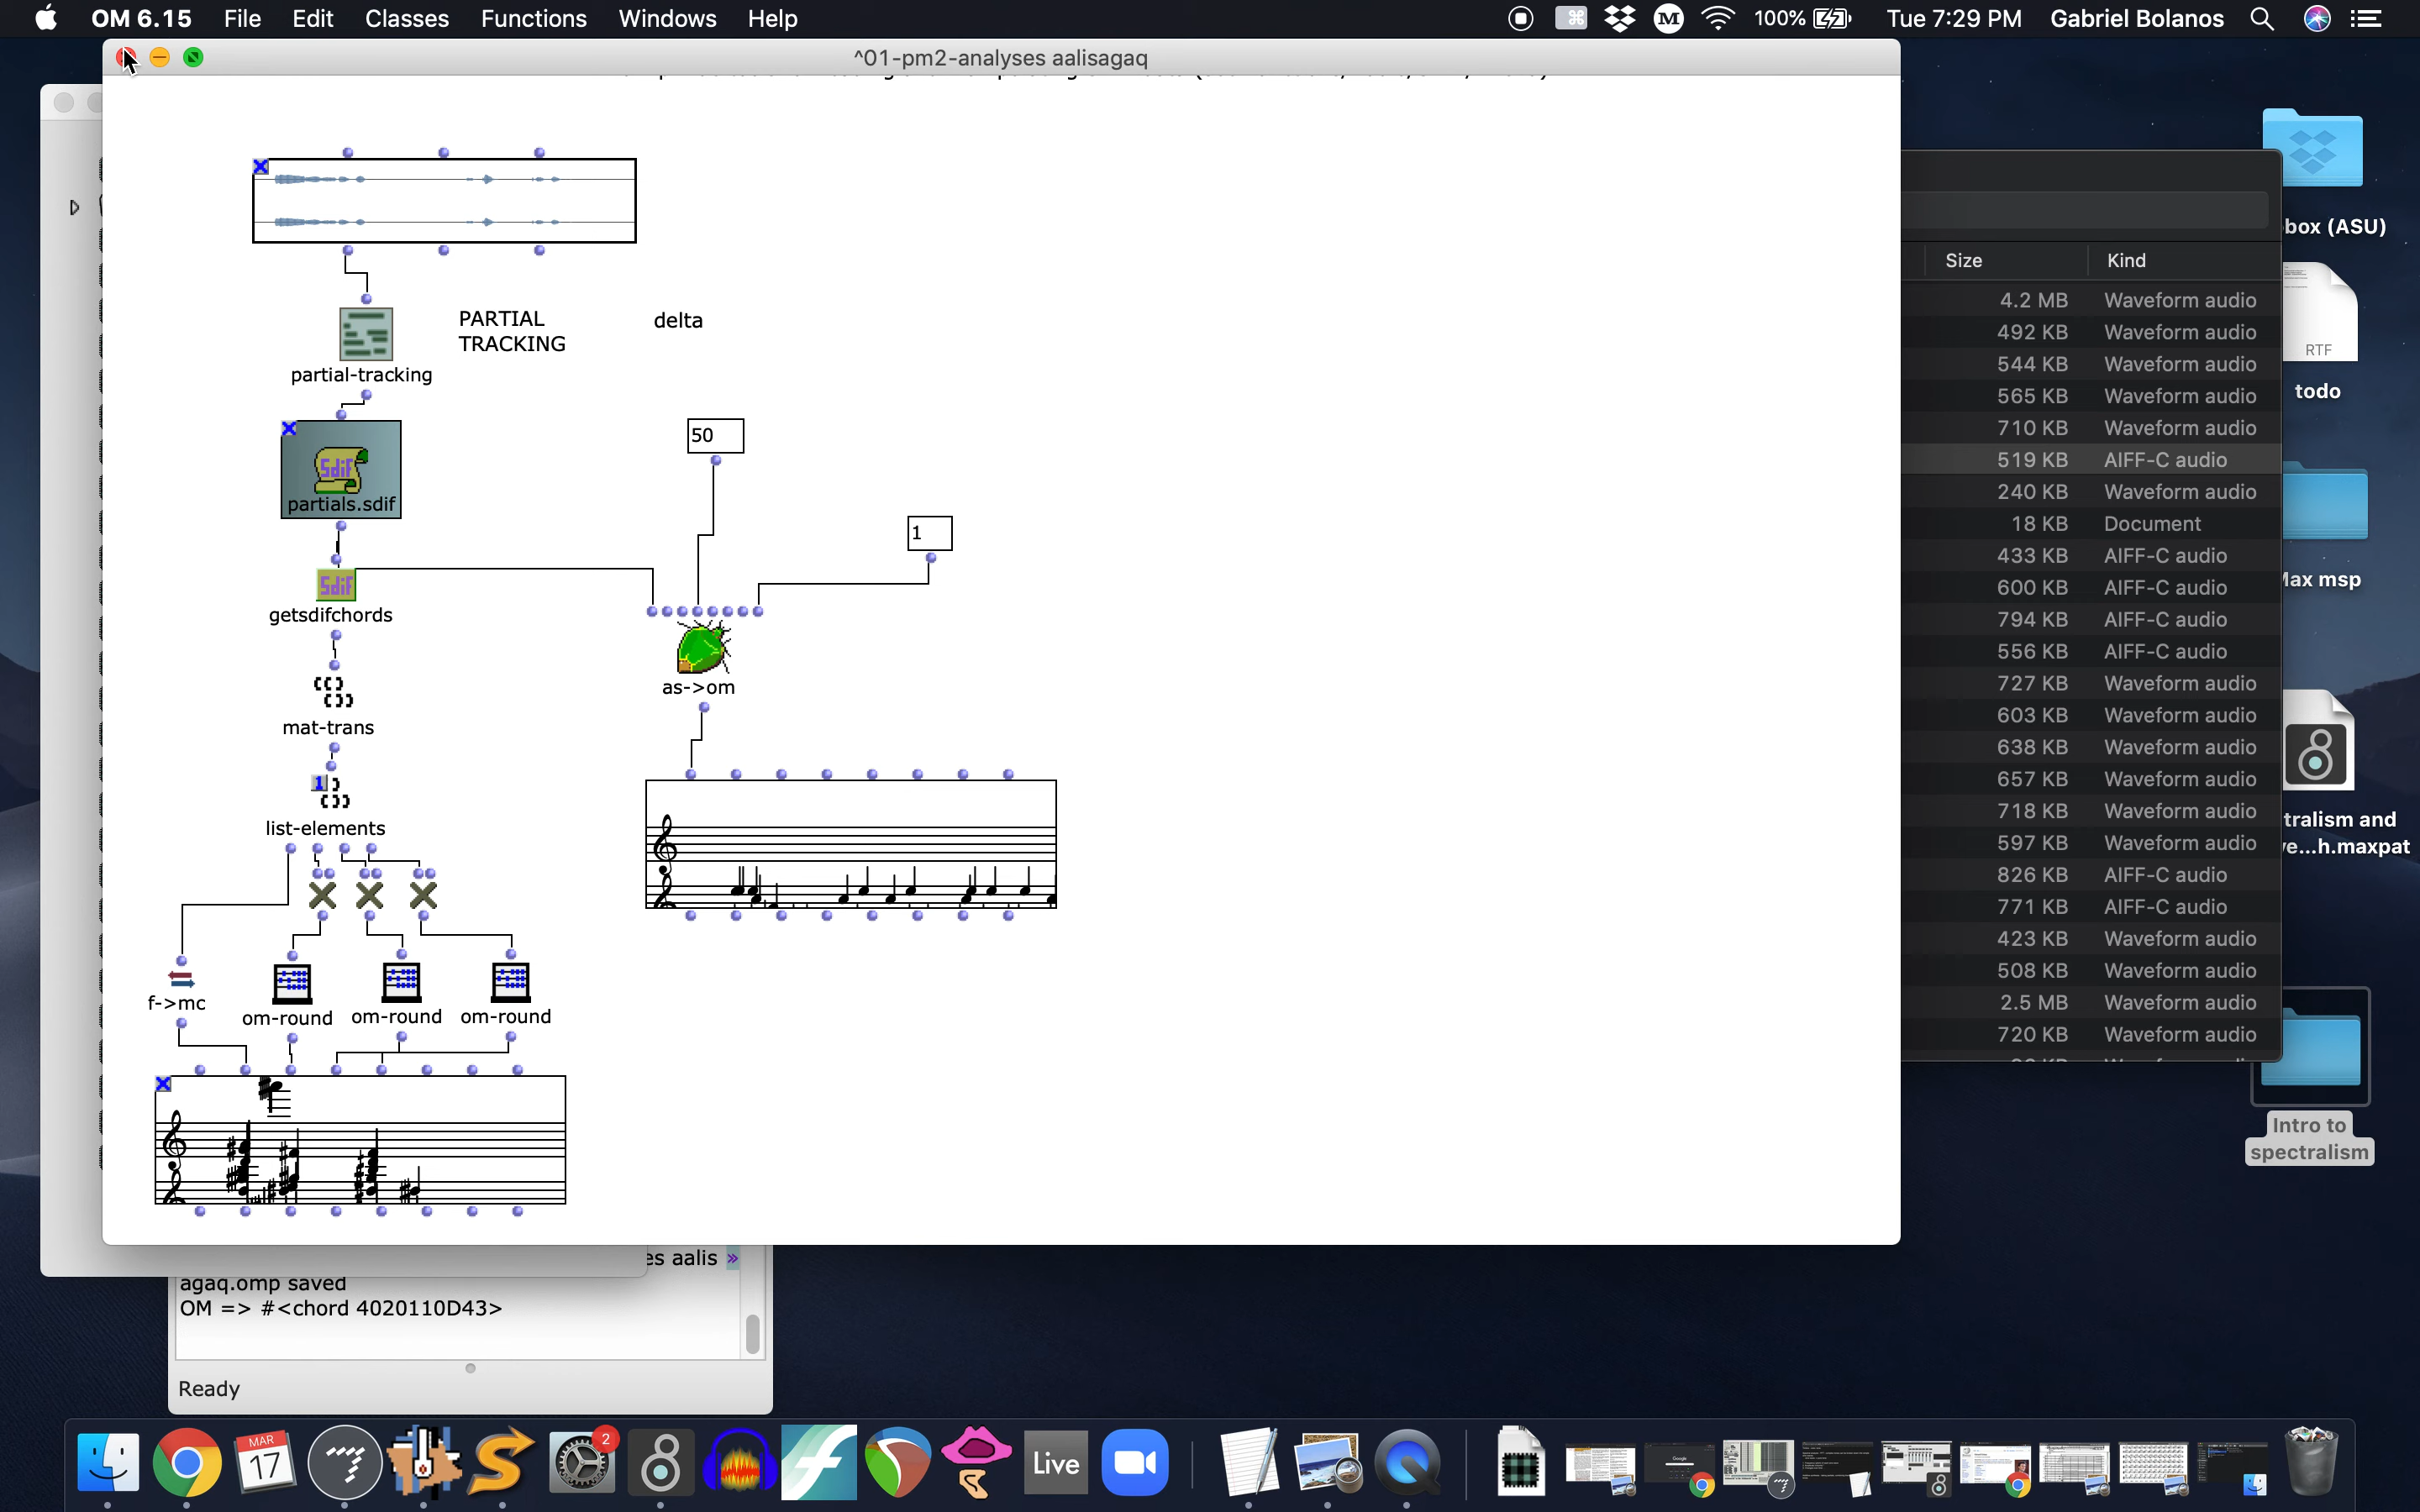 OM 6.15 File Edit Classes Functions Windows Help 100% Tue 7:29 PM Gabriel Bolanos
^01-pm2-analyses aalisagaq
PARTIAL
TRACKING
delta
partial-tracking
50
Sdif
partials.sdif
1
Sdif
getsdifchords
as->om
mat-trans
1
list-elements
f->mc
om-round om-round om-round
es aalis »
agaq.omp saved
OM => #<chord 4020110D43>
Ready
Size Kind
4.2 MB Waveform audio
492 KB Waveform audio
544 KB Waveform audio
565 KB Waveform audio
710 KB Waveform audio
519 KB AIFF-C audio
240 KB Waveform audio
18 KB Document
433 KB AIFF-C audio
600 KB AIFF-C audio
794 KB AIFF-C audio
556 KB AIFF-C audio
727 KB Waveform audio
603 KB Waveform audio
638 KB Waveform audio
657 KB Waveform audio
718 KB Waveform audio
597 KB Waveform audio
826 KB AIFF-C audio
771 KB AIFF-C audio
423 KB Waveform audio
508 KB Waveform audio
2.5 MB Waveform audio
720 KB Waveform audio
box (ASU)
RTF
todo
Max msp
8
tralism and
ve...h.maxpat
Intro to
spectralism
MAR
17
2
8
Live